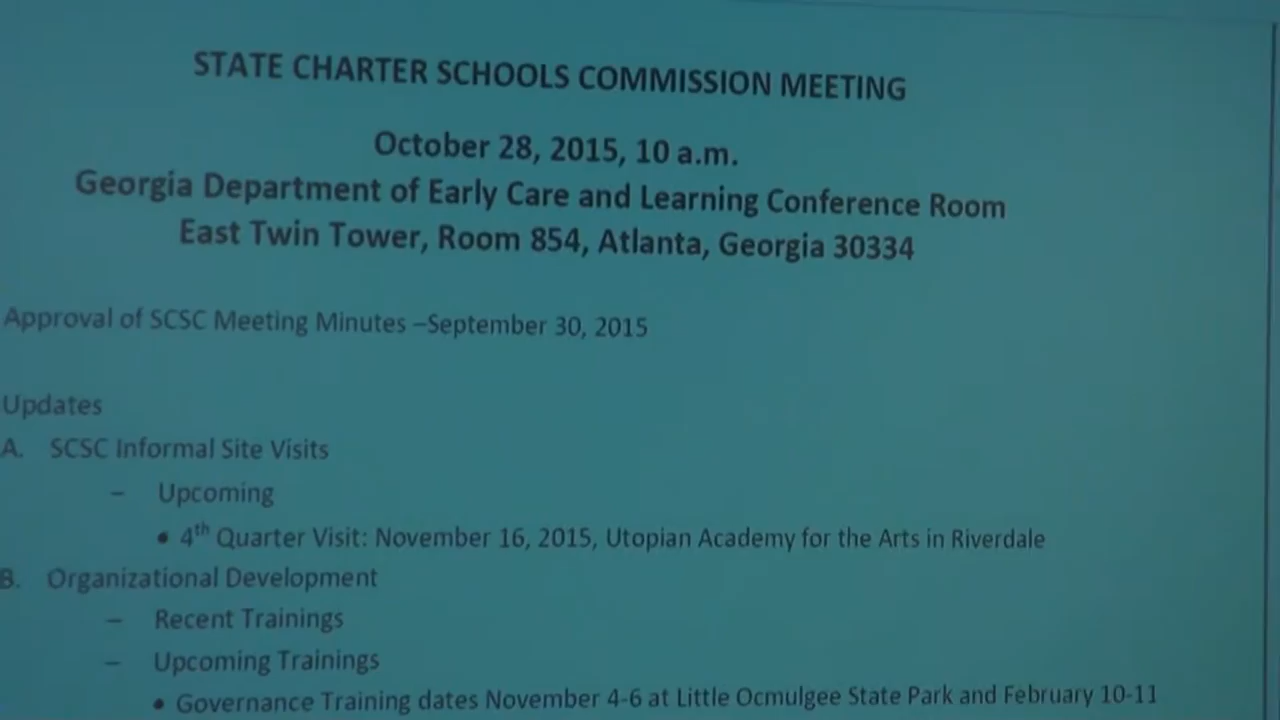 STATE CHARTER SCHOOLS COMMISSION MEETING
October 28, 2015, 10 a.m.
Georgia Department of Early Care and Learning Conference Room
East Twin Tower, Room 854, Atlanta, Georgia 30334
Approval of SCSC Meeting Minutes –September 30, 2015
Updates
A. SCSC Informal Site Visits
– Upcoming
• 4th Quarter Visit: November 16, 2015, Utopian Academy for the Arts in Riverdale
B. Organizational Development
– Recent Trainings
– Upcoming Trainings
• Governance Training dates November 4-6 at Little Ocmulgee State Park and February 10-11